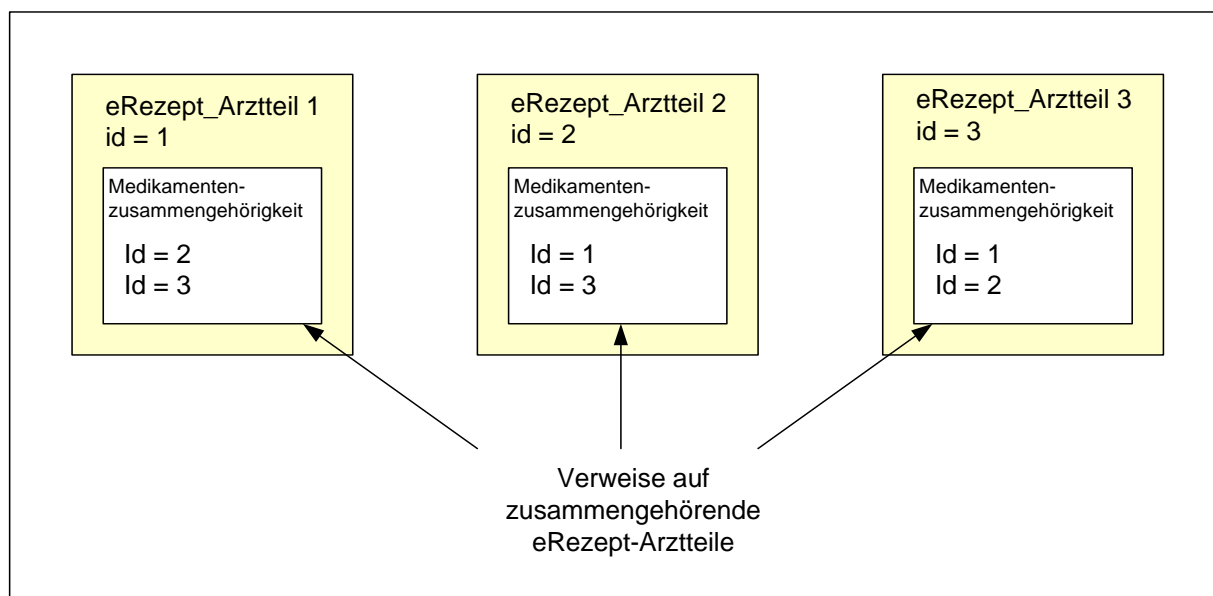 eRezept_Arztteil 1
id = 1
Medikamenten-
zusammengehörigkeit
Id = 2
Id = 3
eRezept_Arztteil 2
id = 2
Medikamenten-
zusammengehörigkeit
Id = 1
Id = 3
eRezept_Arztteil 3
id = 3
Medikamenten-
zusammengehörigkeit
Id = 1
Id = 2
Verweise auf
zusammengehörende
eRezept-Arztteile